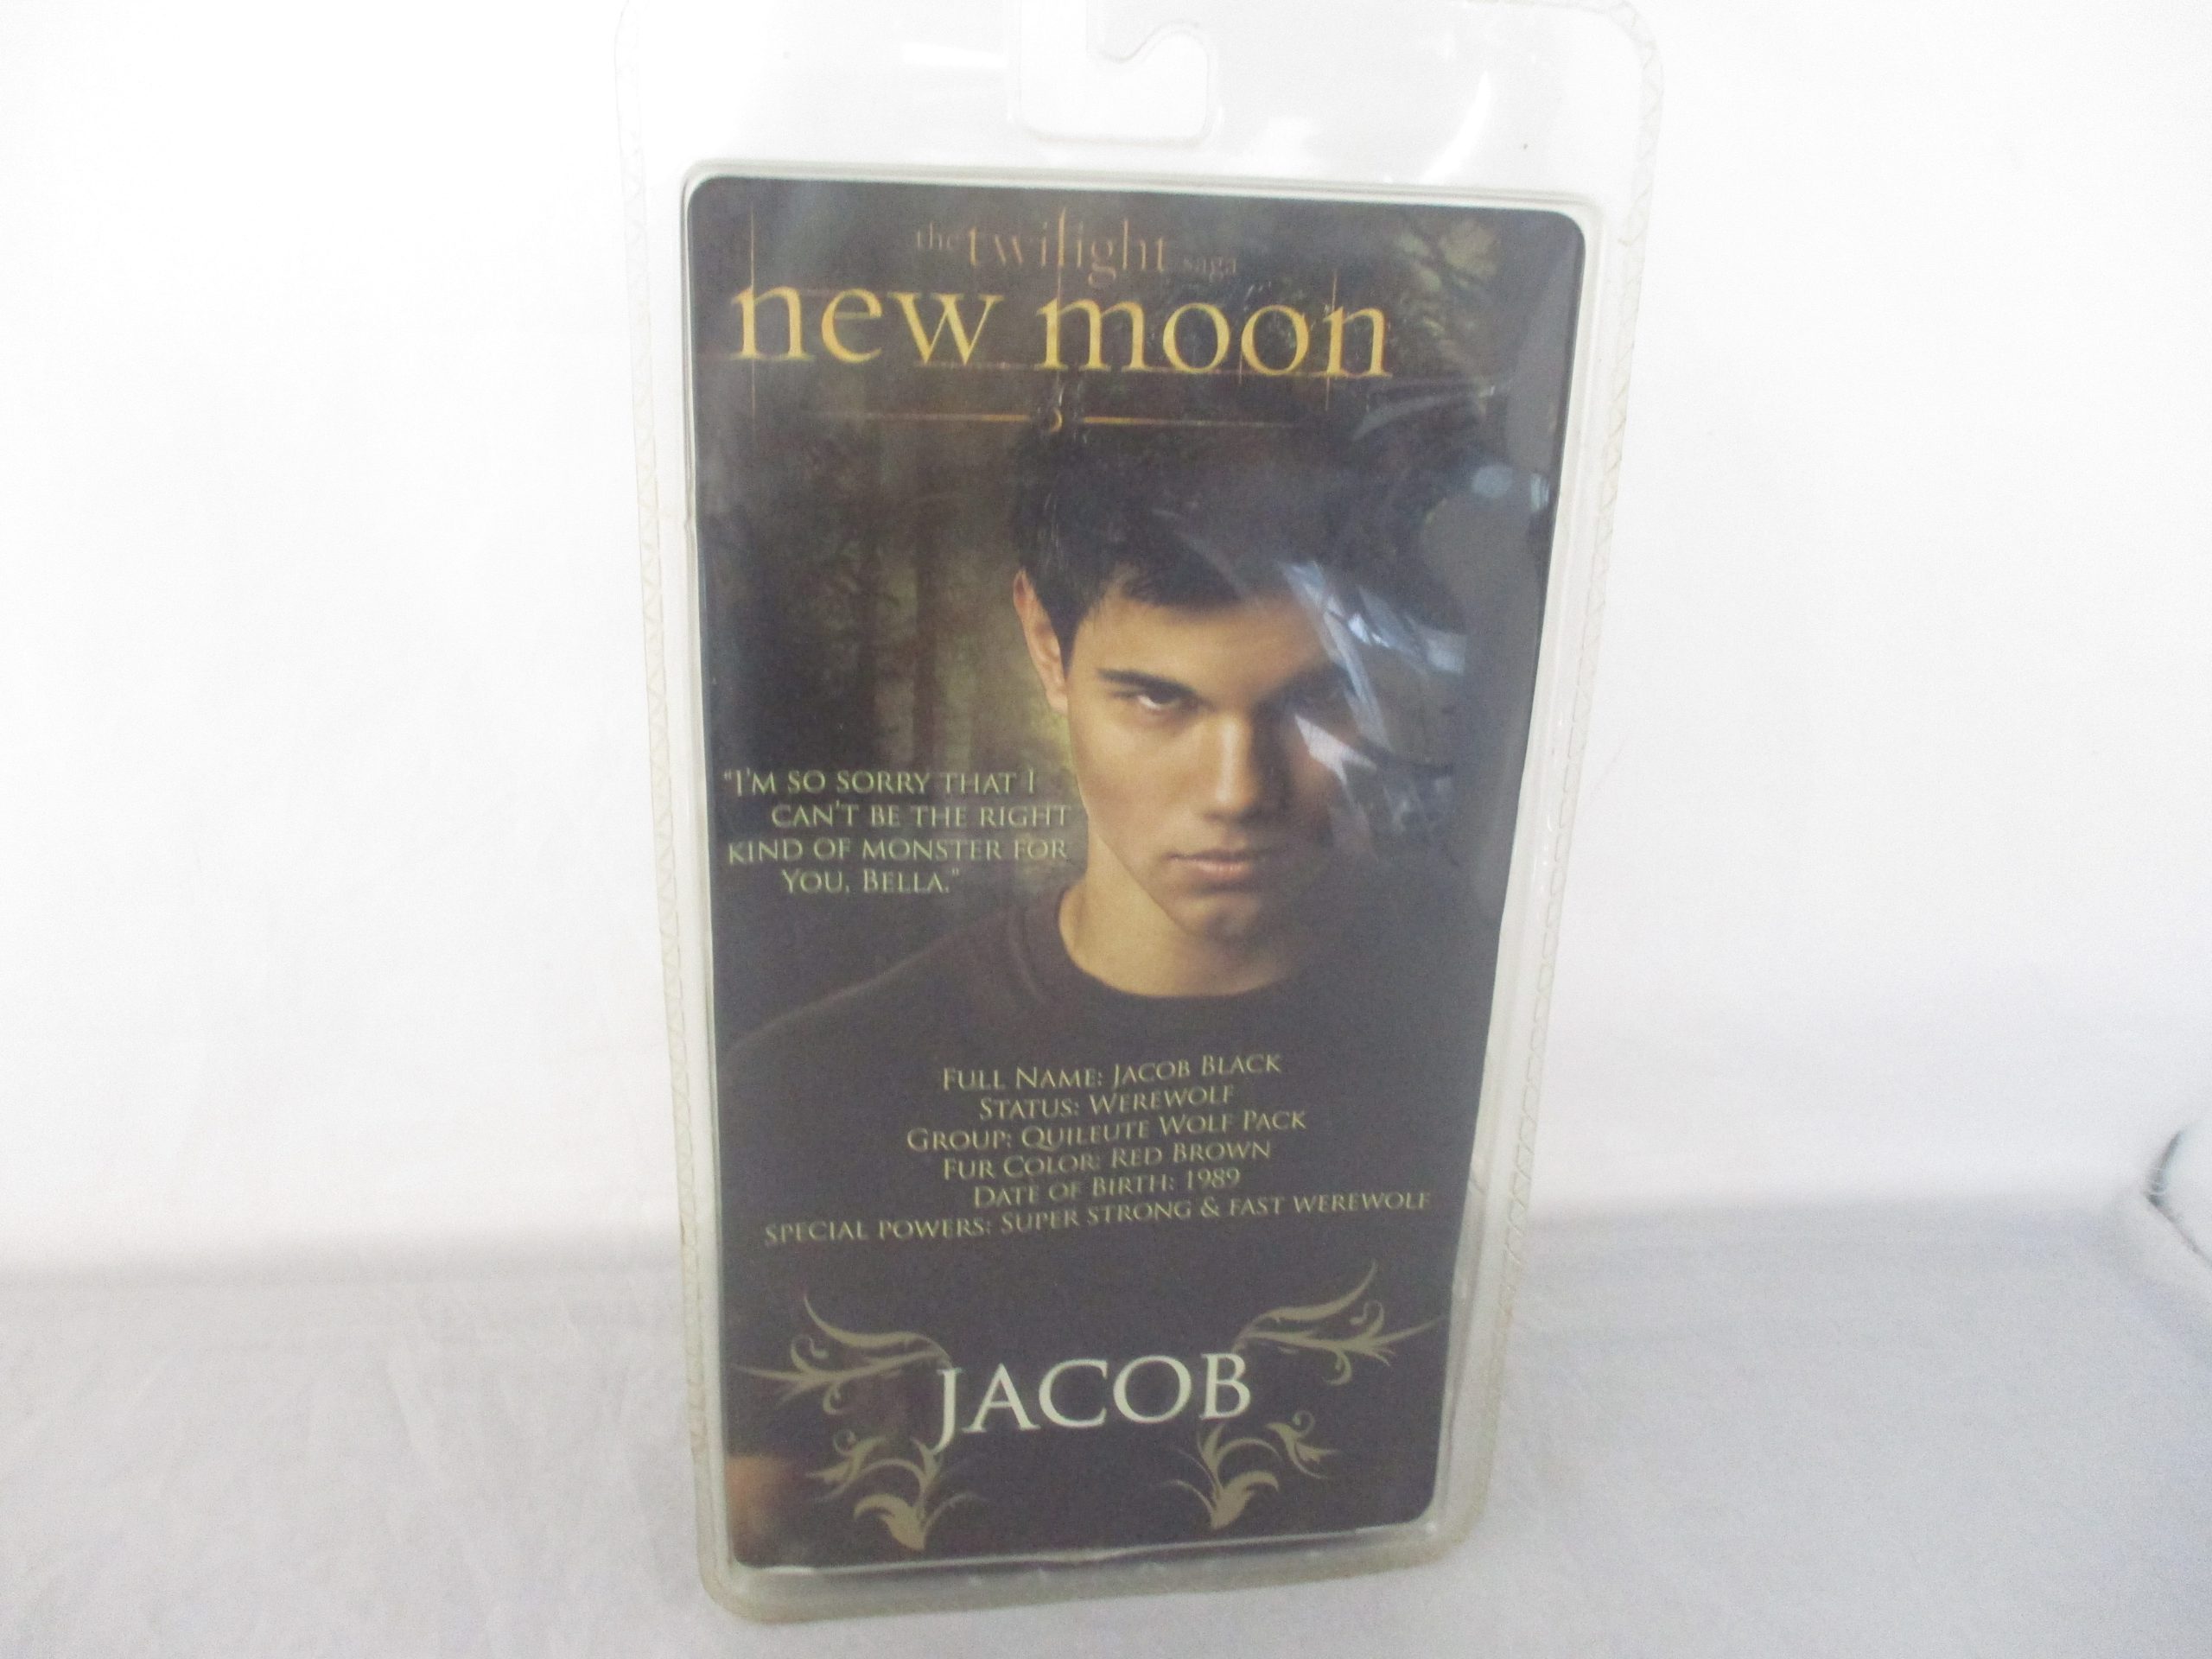 the twilight saga
new moon
"I'M SO SORRY THAT I
CAN'T BE THE RIGHT
KIND OF MONSTER FOR
YOU, BELLA."
FULL NAME: JACOB BLACK
STATUS: WEREWOLF
GROUP: QUILEUTE WOLF PACK
FUR COLOR: RED BROWN
DATE OF BIRTH: 1989
SPECIAL POWERS: SUPER STRONG & FAST WEREWOLF
JACOB